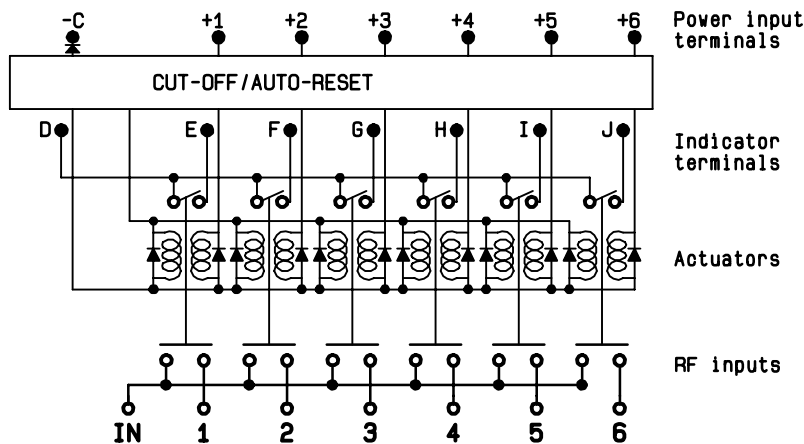 -C +1 +2 +3 +4 +5 +6 Power input
terminals
CUT-OFF/AUTO-RESET
D E F G H I J Indicator
terminals
Actuators
RF inputs
IN 1 2 3 4 5 6